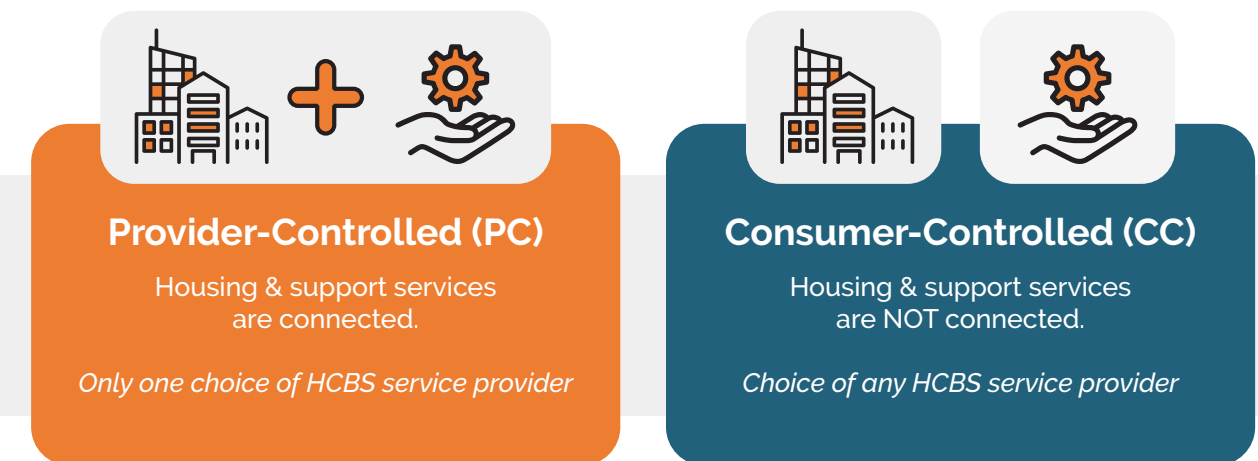 Provider-Controlled (PC)
Housing & support services
are connected.
Only one choice of HCBS service provider
Consumer-Controlled (CC)
Housing & support services
are NOT connected.
Choice of any HCBS service provider